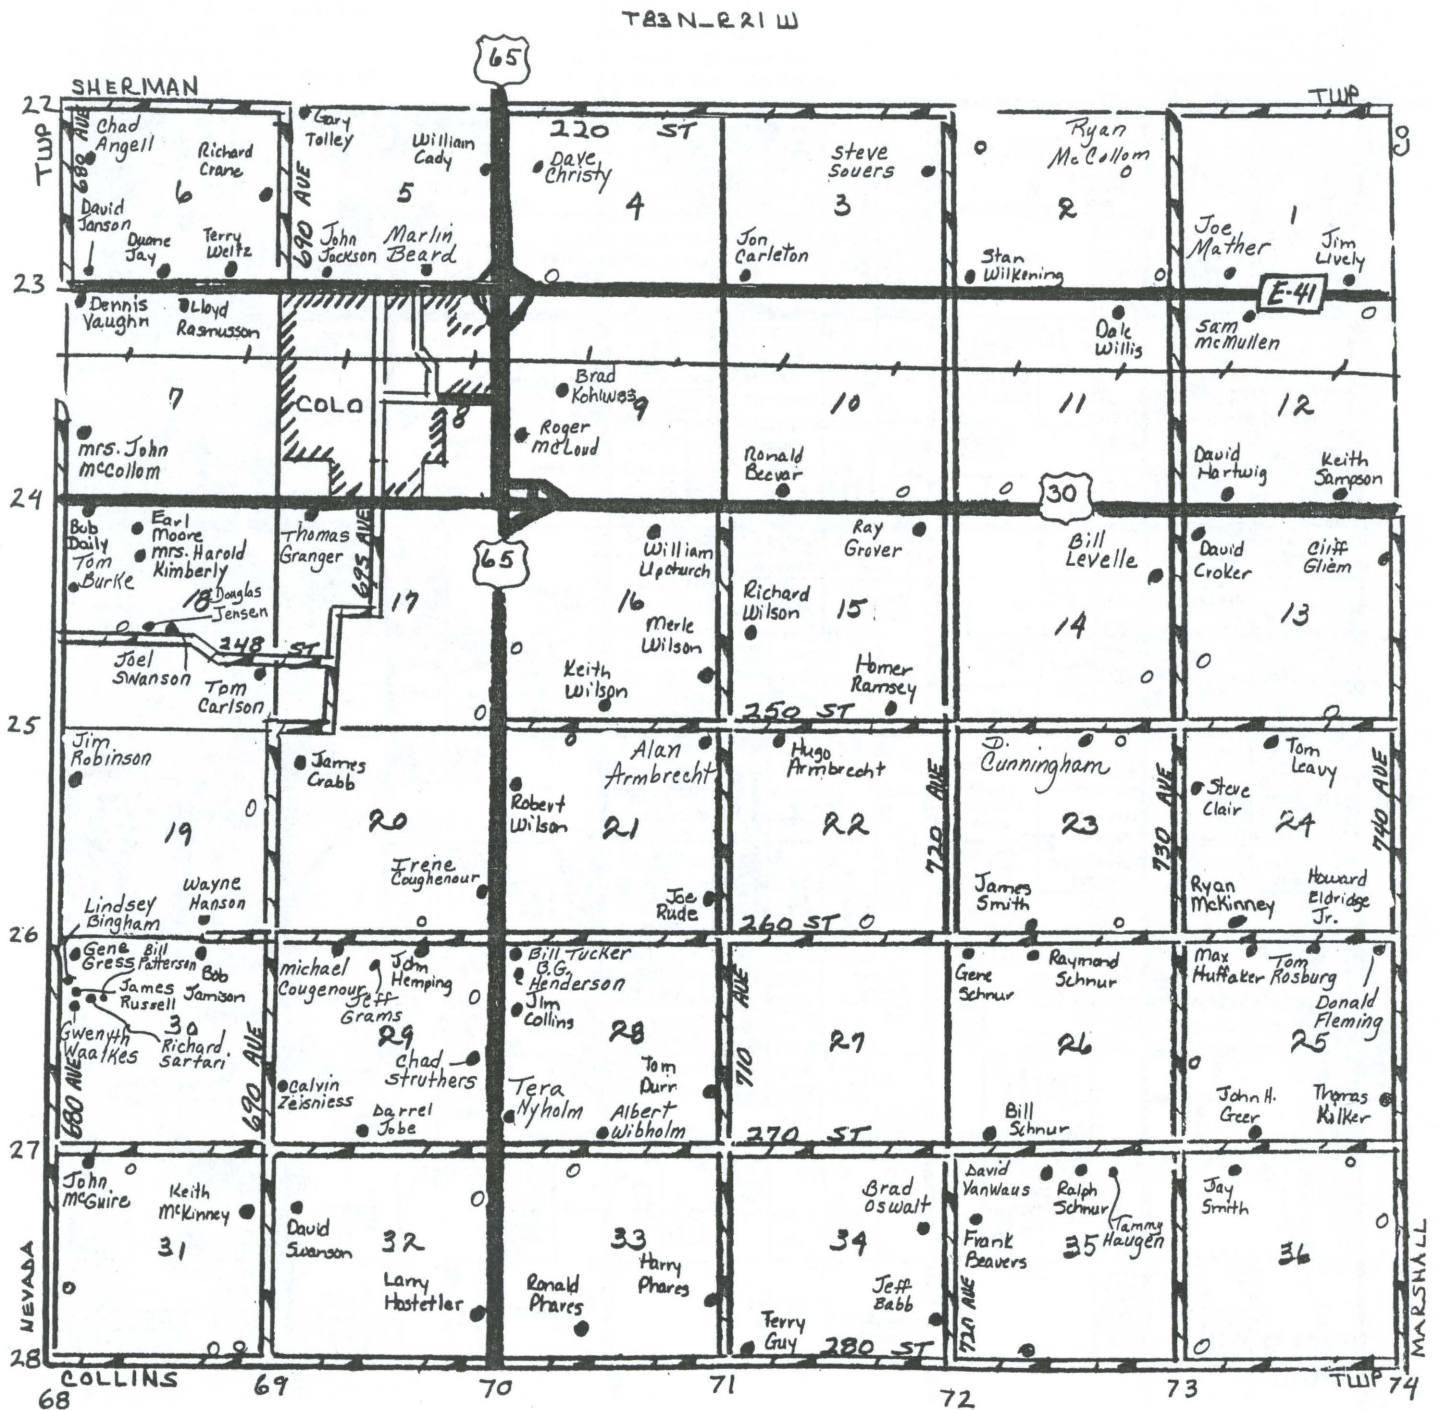 T83N-R21W
65
SHERMAN
TWP
27
TWP
680 AVE
Chad
Angell
Richard
Crane
6
David
Janson
Duane
Jay
Terry
Weltz
Gary
Tolley
690 AVE
William
Cady
5
John
Jackson
Marlin
Beard
220 ST
Dave
Christy
4
Steve
Sovers
3
Jon
Carleton
Ryan
McCollom
2
Stan
Wilkening
Joe
Mather
1
Jim
Lively
CO
23
E-41
Dennis
Vaughn
Lloyd
Rasmusson
Dale
Willis
Sam
McMullen
7
COLO
8
Brad
Kohlwes
9
Roger
McLoud
10
11
12
mrs. John
McCollom
Ronald
Beevar
David
Hartwig
Keith
Sampson
24
30
Bob
Daily
Tom
Burke
Earl
Moore
mrs. Harold
Kimberly
18
Douglas
Jensen
Thomas
Granger
695 AVE
17
65
William
Upchurch
16
Merle
Wilson
Keith
Wilson
Ray
Grover
Richard
Wilson
15
Homer
Ramsey
Bill
Levelle
14
David
Croker
Cliff
Gliem
13
248 ST
Joel
Swanson
Tom
Carlson
25
250 ST
Jim
Robinson
James
Crabb
Alan
Armbrecht
Hugo
Armbrecht
D.
Cunningham
Tom
Leavy
Steve
Clair
740 AVE
19
20
Robert
Wilson
21
22
720 AVE
23
730 AVE
24
Irene
Coughenour
Wayne
Hanson
Lindsey
Bingham
Joe
Rude
James
Smith
Ryan
McKinney
Howard
Eldridge
Jr.
26
260 ST
Gene
Gress
Bill
Patterson
Bob
Jamison
James
Russell
30
Richard
Sartari
Gwenyth
Waatkes
680 AVE
690 AVE
michael
Cougenour
Jeff
Grams
John
Hemping
29
Chad
Struthers
Calvin
Zeisniess
Darrel
Jobe
Bill Tucker
B.G.
Henderson
Jim
Collins
28
Tom
Durr
Tera
Nyholm
Albert
Wibholm
710 AVE
27
Gene
Schnur
Raymond
Schnur
26
Bill
Schnur
Max
Huffaker
Tom
Rosburg
Donald
Fleming
25
John H.
Geer
Thomas
Kilker
27
270 ST
John
McGuire
Keith
McKinney
31
David
Swanson
32
Larry
Hostetler
33
Harry
Phares
Ronald
Phares
Brad
Oswalt
34
Jeff
Babb
Terry
Guy
David
VanWaus
Ralph
Schnur
Tammy
Haugen
Frank
Beavers
35
720 AVE
Jay
Smith
36
NEVADA
MARSHALL
28
280 ST
COLLINS
TWP
68
69
70
71
72
73
74